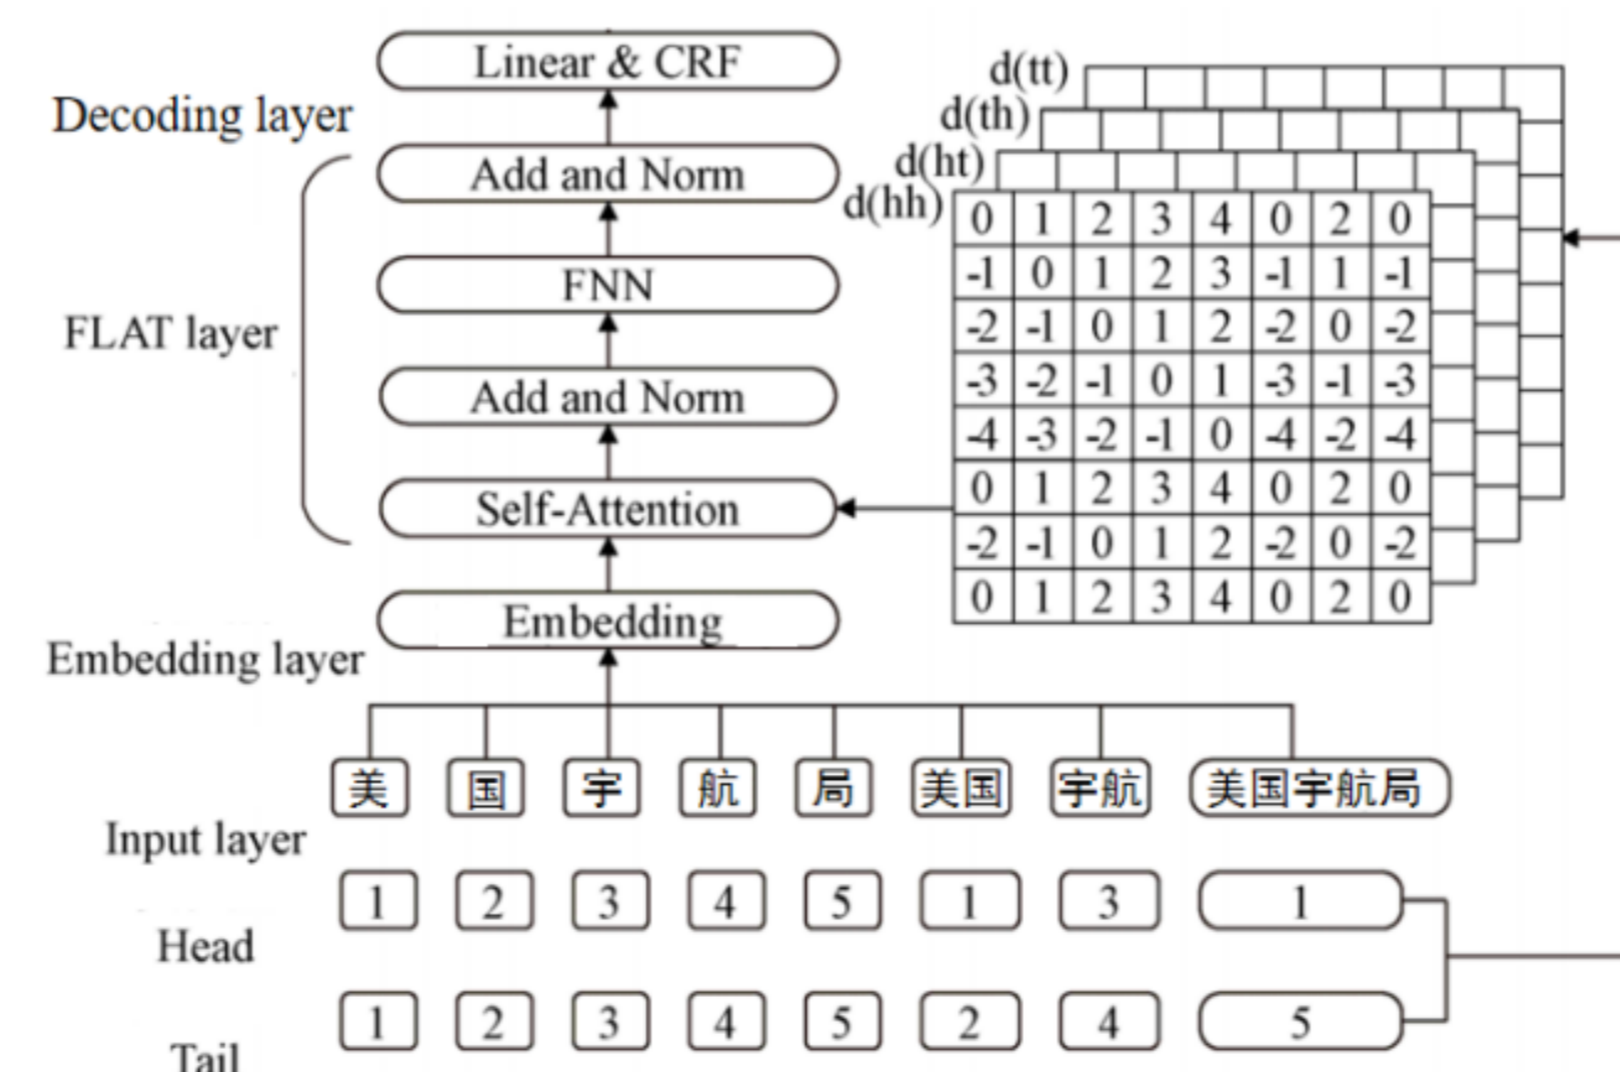 Linear & CRF
Decoding layer
Add and Norm
FNN
FLAT layer
Add and Norm
Self-Attention
Embedding
Embedding layer
d(tt)
d(th)
d(ht)
d(hh)
0 1 2 3 4 0 2 0
-1 0 1 2 3 -1 1 -1
-2 -1 0 1 2 -2 0 -2
-3 -2 -1 0 1 -3 -1 -3
-4 -3 -2 -1 0 -4 -2 -4
0 1 2 3 4 0 2 0
-2 -1 0 1 2 -2 0 -2
0 1 2 3 4 0 2 0
美 国 宇 航 局 美国 宇航 美国宇航局
Input layer
1 2 3 4 5 1 3 1
Head
1 2 3 4 5 2 4 5
Tail